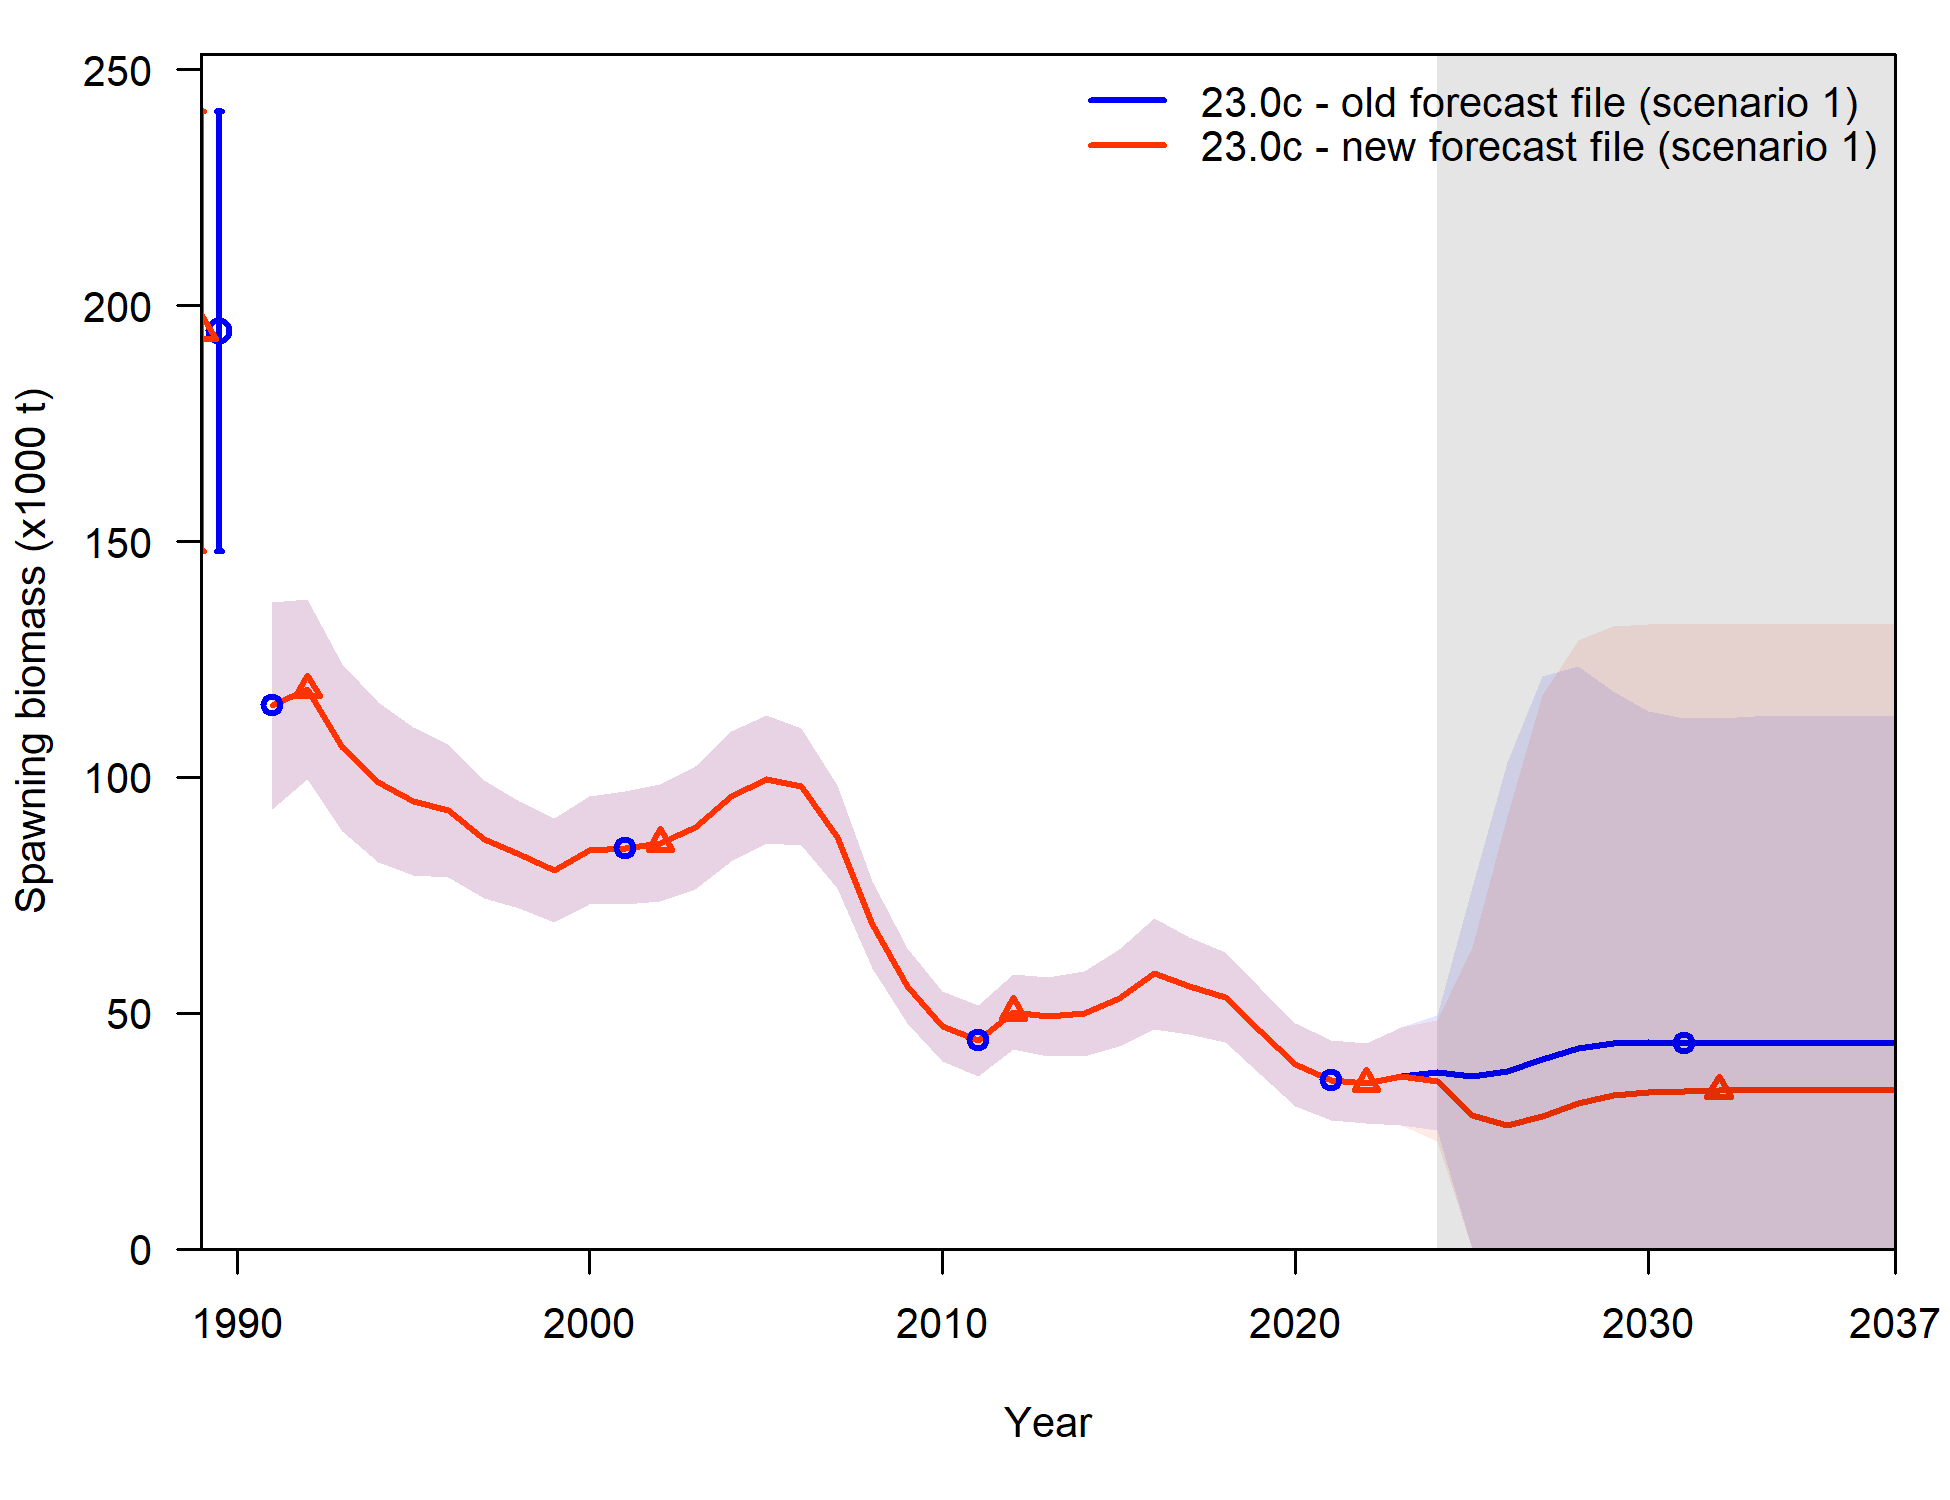 23.0c - old forecast file (scenario 1)
23.0c - new forecast file (scenario 1)
Spawning biomass (x1000 t)
250
200
150
100
50
0
1990 2000 2010 2020 2030 2037
Year